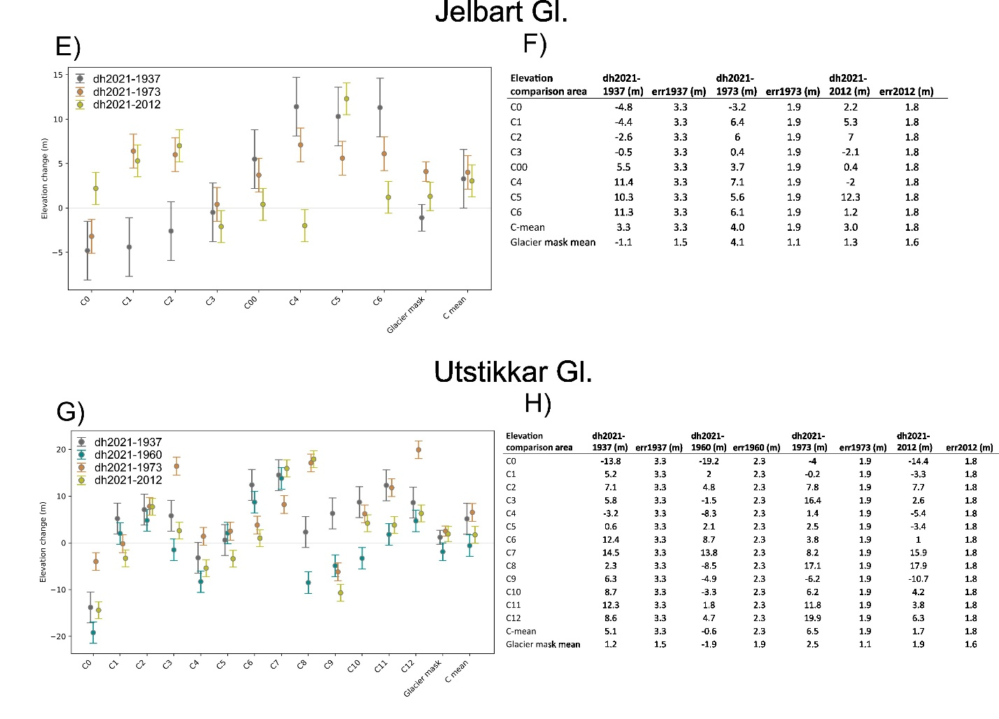 Jelbart Gl.
E)
dh2021-1937
dh2021-1973
dh2021-2012
Elevation change (m)
15
10
5
0
−5
C0 C1 C2 C3 C00 C4 C5 C6 Glacier mask C mean
F)
Elevation comparison area dh2021-1937 (m) err1937 (m) dh2021-1973 (m) err1973 (m) dh2021-2012 (m) err2012 (m)
C0 -4.8 3.3 -3.2 1.9 2.2 1.8
C1 -4.4 3.3 6.4 1.9 5.3 1.8
C2 -2.6 3.3 6 1.9 7 1.8
C3 -0.5 3.3 0.4 1.9 -2.1 1.8
C00 5.5 3.3 3.7 1.9 0.4 1.8
C4 11.4 3.3 7.1 1.9 -2 1.8
C5 10.3 3.3 5.6 1.9 12.3 1.8
C6 11.3 3.3 6.1 1.9 1.2 1.8
C-mean 3.3 3.3 4.0 1.9 3.0 1.8
Glacier mask mean -1.1 1.5 4.1 1.1 1.3 1.6
Utstikkar Gl.
G)
dh2021-1937
dh2021-1960
dh2021-1973
dh2021-2012
Elevation change (m)
20
10
0
−10
−20
C0 C1 C2 C3 C4 C5 C6 C7 C8 C9 C10 C11 C12 Glacier mask C mean
H)
Elevation comparison area dh2021-1937 (m) err1937 (m) dh2021-1960 (m) err1960 (m) dh2021-1973 (m) err1973 (m) dh2021-2012 (m) err2012 (m)
C0 -13.8 3.3 -19.2 2.3 -4 1.9 -14.4 1.8
C1 5.2 3.3 2 2.3 -0.2 1.9 -3.3 1.8
C2 7.1 3.3 4.8 2.3 7.8 1.9 7.7 1.8
C3 5.8 3.3 -1.5 2.3 16.4 1.9 2.6 1.8
C4 -3.2 3.3 -8.3 2.3 1.4 1.9 -5.4 1.8
C5 0.6 3.3 2.1 2.3 2.5 1.9 -3.4 1.8
C6 12.4 3.3 8.7 2.3 3.8 1.9 1 1.8
C7 14.5 3.3 13.8 2.3 8.2 1.9 15.9 1.8
C8 2.3 3.3 -8.5 2.3 17.1 1.9 17.9 1.8
C9 6.3 3.3 -4.9 2.3 -6.2 1.9 -10.7 1.8
C10 8.7 3.3 -3.3 2.3 6.2 1.9 4.2 1.8
C11 12.3 3.3 1.8 2.3 11.8 1.9 3.8 1.8
C12 8.6 3.3 4.7 2.3 19.9 1.9 6.3 1.8
C-mean 5.1 3.3 -0.6 2.3 6.5 1.9 1.7 1.8
Glacier mask mean 1.2 1.5 -1.9 1.9 2.5 1.1 1.9 1.6